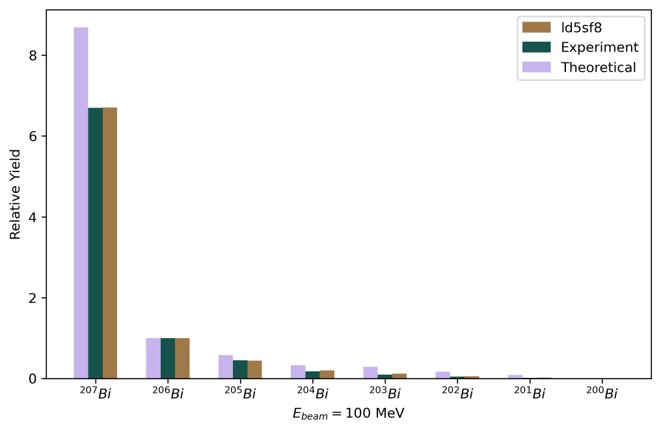 ld5sf8
Experiment
Theoretical
Relative Yield
8
6
4
2
0
²⁰⁷Bi ²⁰⁶Bi ²⁰⁵Bi ²⁰⁴Bi ²⁰³Bi ²⁰²Bi ²⁰¹Bi ²⁰⁰Bi
E_beam = 100 MeV